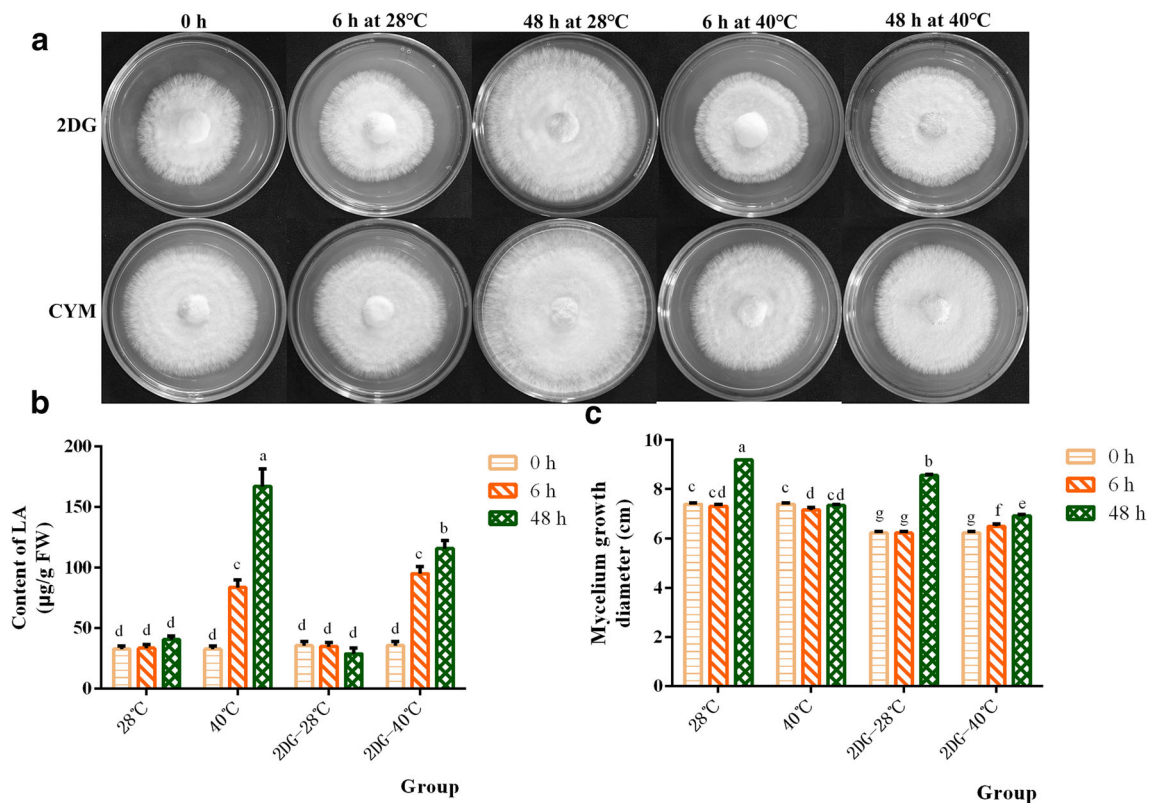 a
0 h 6 h at 28℃ 48 h at 28℃ 6 h at 40℃ 48 h at 40℃
2DG
CYM
b
Content of LA
(μg/g FW)
200
150
100
50
0
d d d
d c a
d d d
d c b
28℃ 40℃ 2DG-28℃ 2DG-40℃
Group
0 h
6 h
48 h
c
Mycelium growth
diameter (cm)
10
8
6
4
2
0
c cd a
c d cd
g g b
g f e
28℃ 40℃ 2DG-28℃ 2DG-40℃
Group
0 h
6 h
48 h